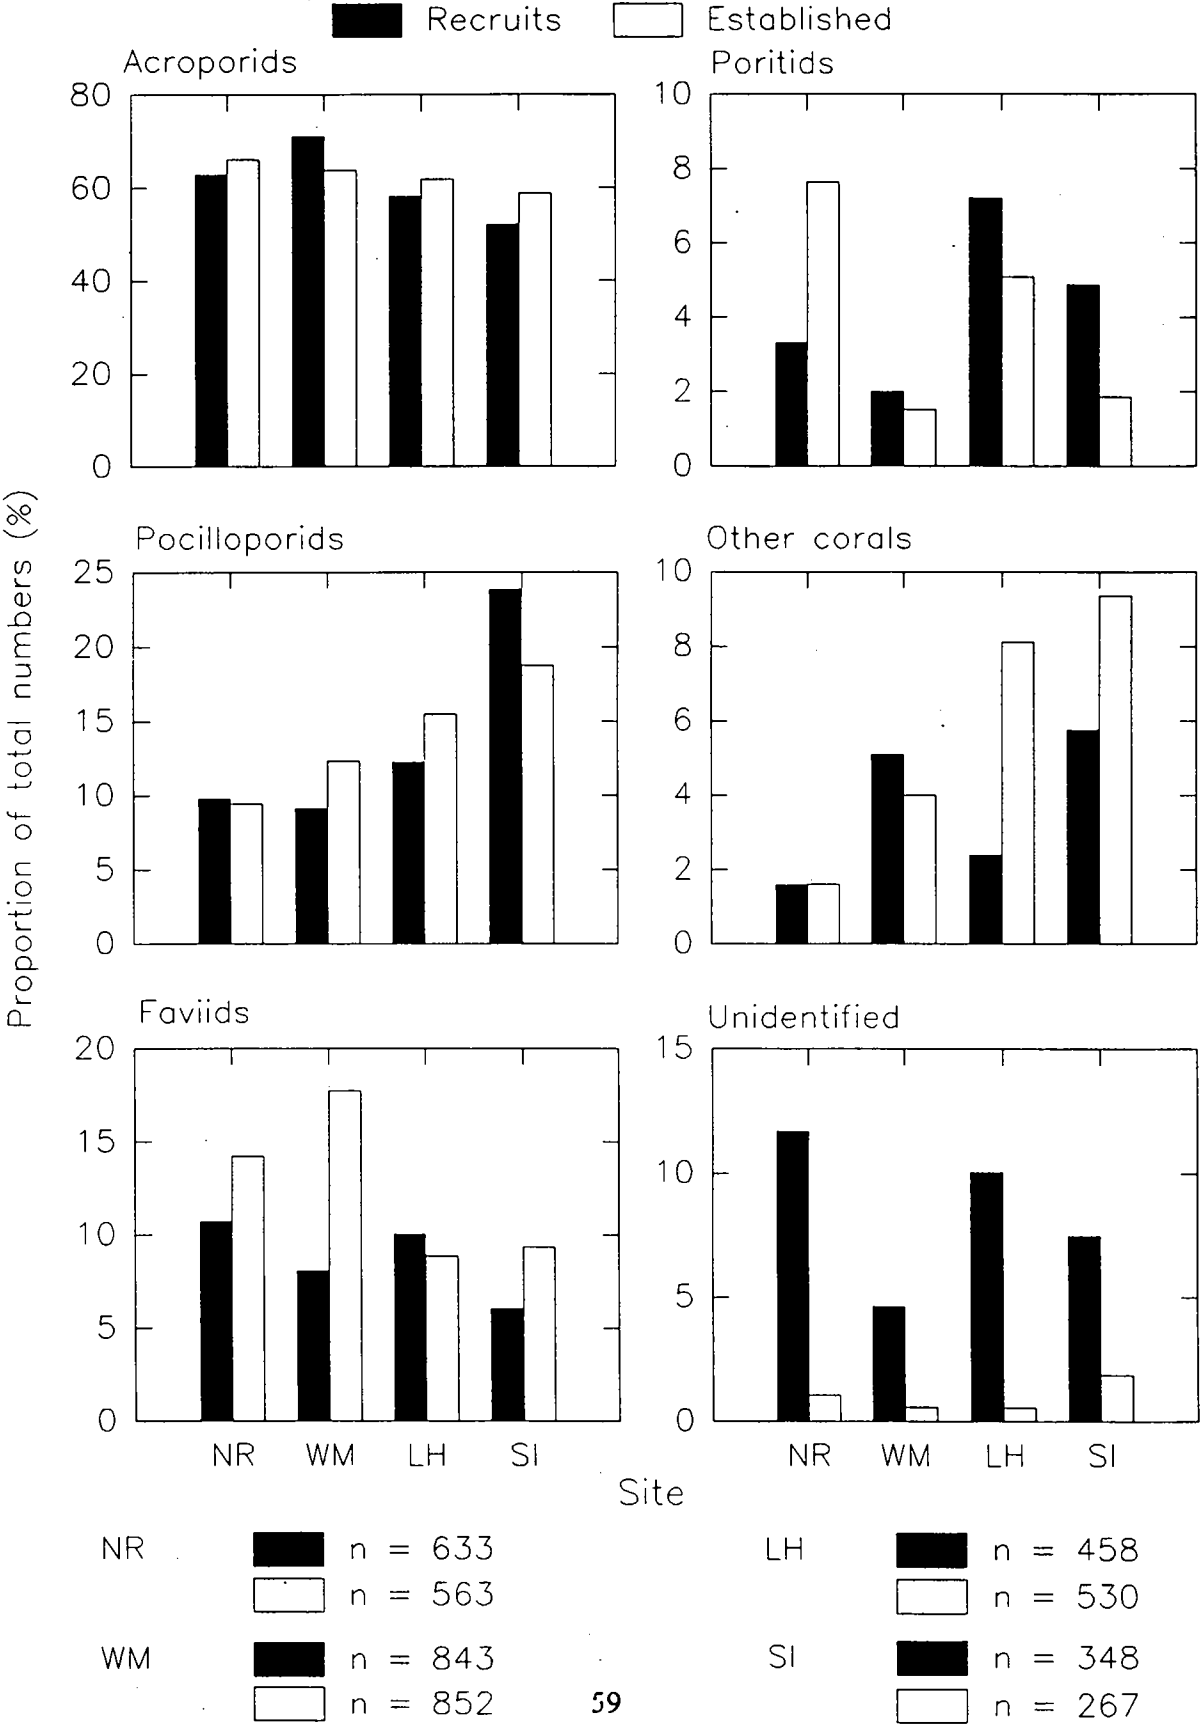 Recruits Established
Acroporids Poritids
80 10
60 8
40 6
20 4
0 2
0
Proportion of total numbers (%)
Pocilloporids Other corals
25 10
20 8
15 6
10 4
5 2
0 0
Faviids Unidentified
20 15
15 10
10 5
5 0
0
NR WM LH SI NR WM LH SI
Site
NR n = 633 LH n = 458
n = 563 n = 530
WM n = 843 SI n = 348
n = 852 n = 267
59